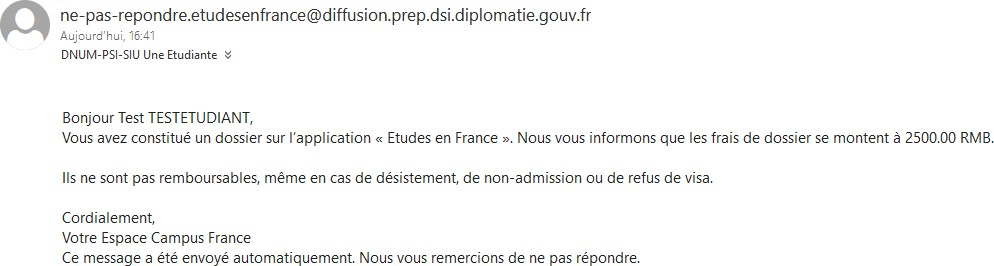 ne-pas-repondre.etudesenfrance@diffusion.prep.dsi.diplomatie.gouv.fr
Aujourd'hui, 16:41
DNUM-PSI-SIU Une Etudiante
Bonjour Test TESTETUDIANT,
Vous avez constitué un dossier sur l'application « Etudes en France ». Nous vous informons que les frais de dossier se montent à 2500.00 RMB.
Ils ne sont pas remboursables, même en cas de désistement, de non-admission ou de refus de visa.
Cordialement,
Votre Espace Campus France
Ce message a été envoyé automatiquement. Nous vous remercions de ne pas répondre.